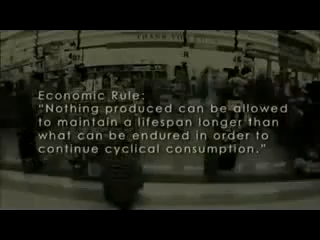 Economic Rule:
"Nothing produced can be allowed
to maintain a lifespan longer than
what can be endured in order to
continue cyclical consumption."